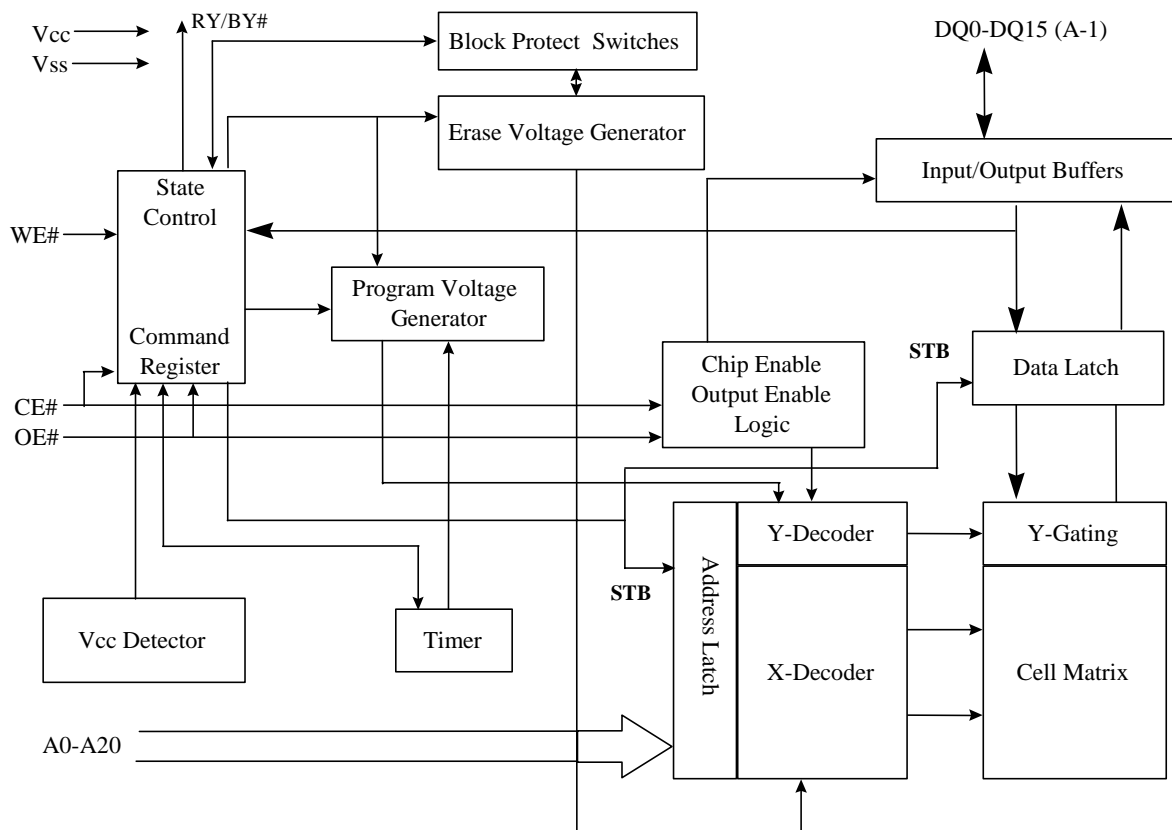 Vcc
Vss
RY/BY#
Block Protect Switches
DQ0-DQ15 (A-1)
Erase Voltage Generator
Input/Output Buffers
State
Control
WE#
Program Voltage
Generator
Command
Register
STB
Chip Enable
Output Enable
Logic
Data Latch
CE#
OE#
Address Latch
Y-Decoder
Y-Gating
STB
Vcc Detector
Timer
X-Decoder
Cell Matrix
A0-A20